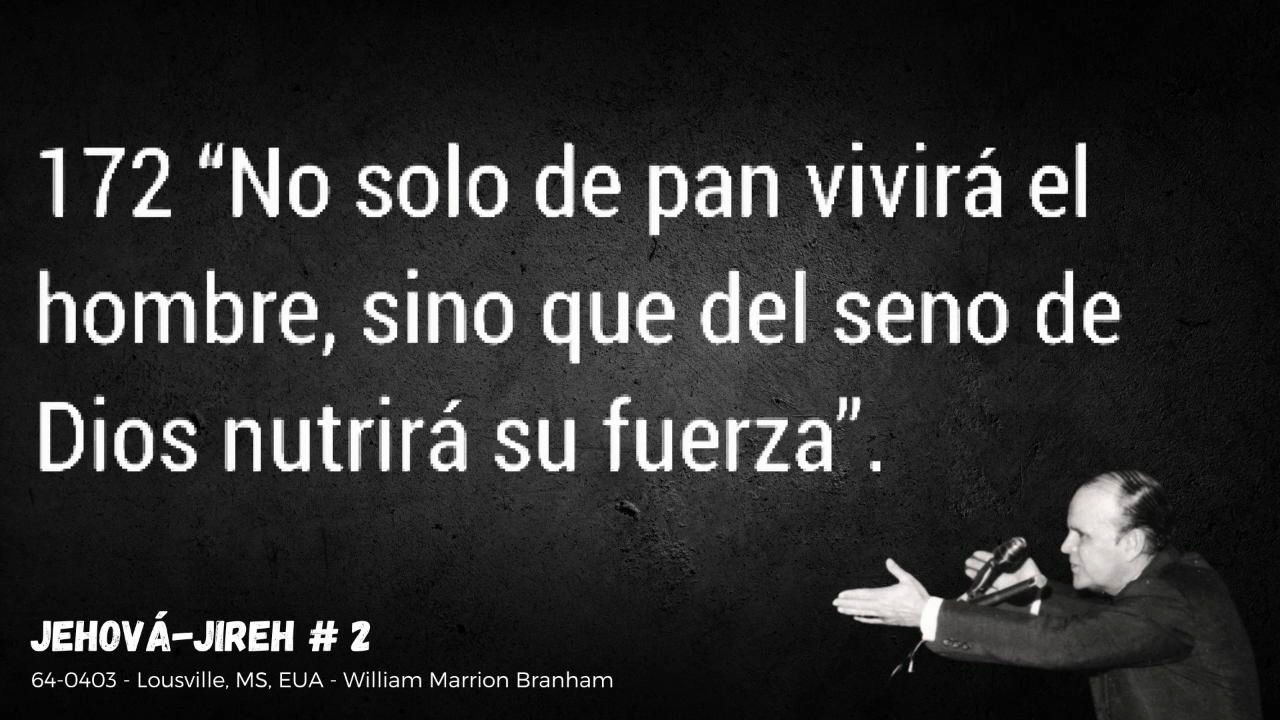 172 “No solo de pan vivirá el
hombre, sino que del seno de
Dios nutrirá su fuerza”.
JEHOVÁ-JIREH # 2
64-0403 - Lousville, MS, EUA - William Marrion Branham